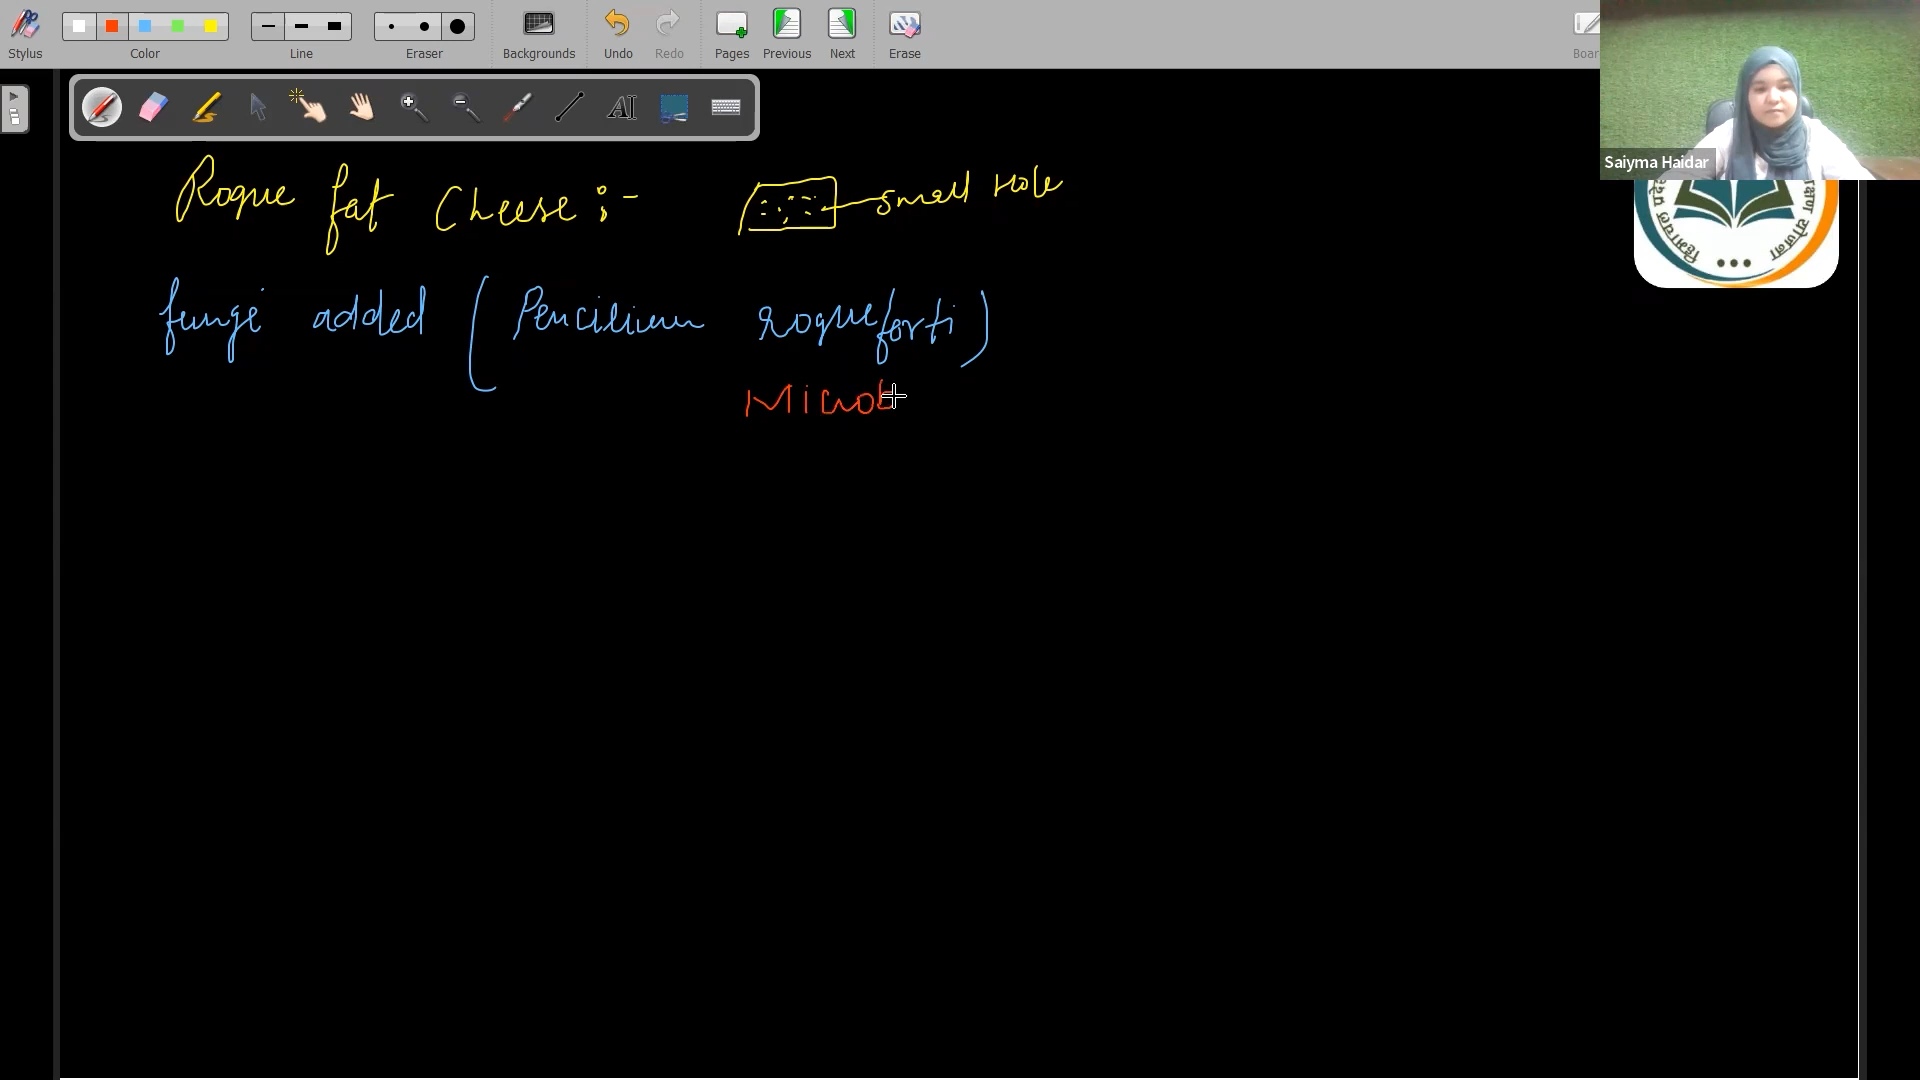 Stylus Color Line Eraser Backgrounds Undo Redo Pages Previous Next Erase Boar
Saiyma Haidar
Roque fat Cheese :- small Hole
fungi added ( Pencilium roqueforti )
Microb